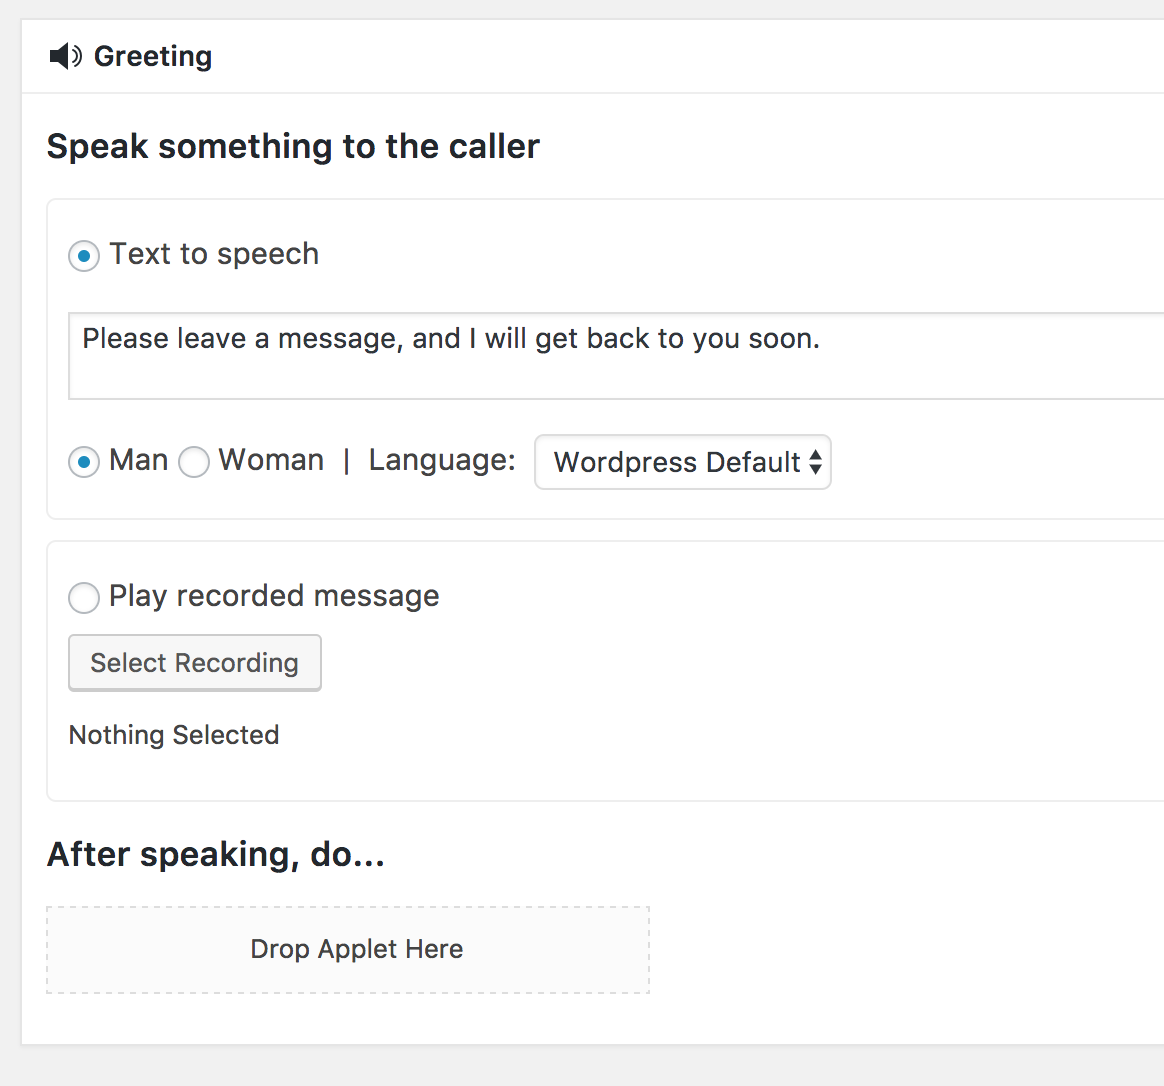 Greeting
Speak something to the caller
Text to speech
Please leave a message, and I will get back to you soon.
Man Woman | Language: Wordpress Default
Play recorded message
Select Recording
Nothing Selected
After speaking, do...
Drop Applet Here